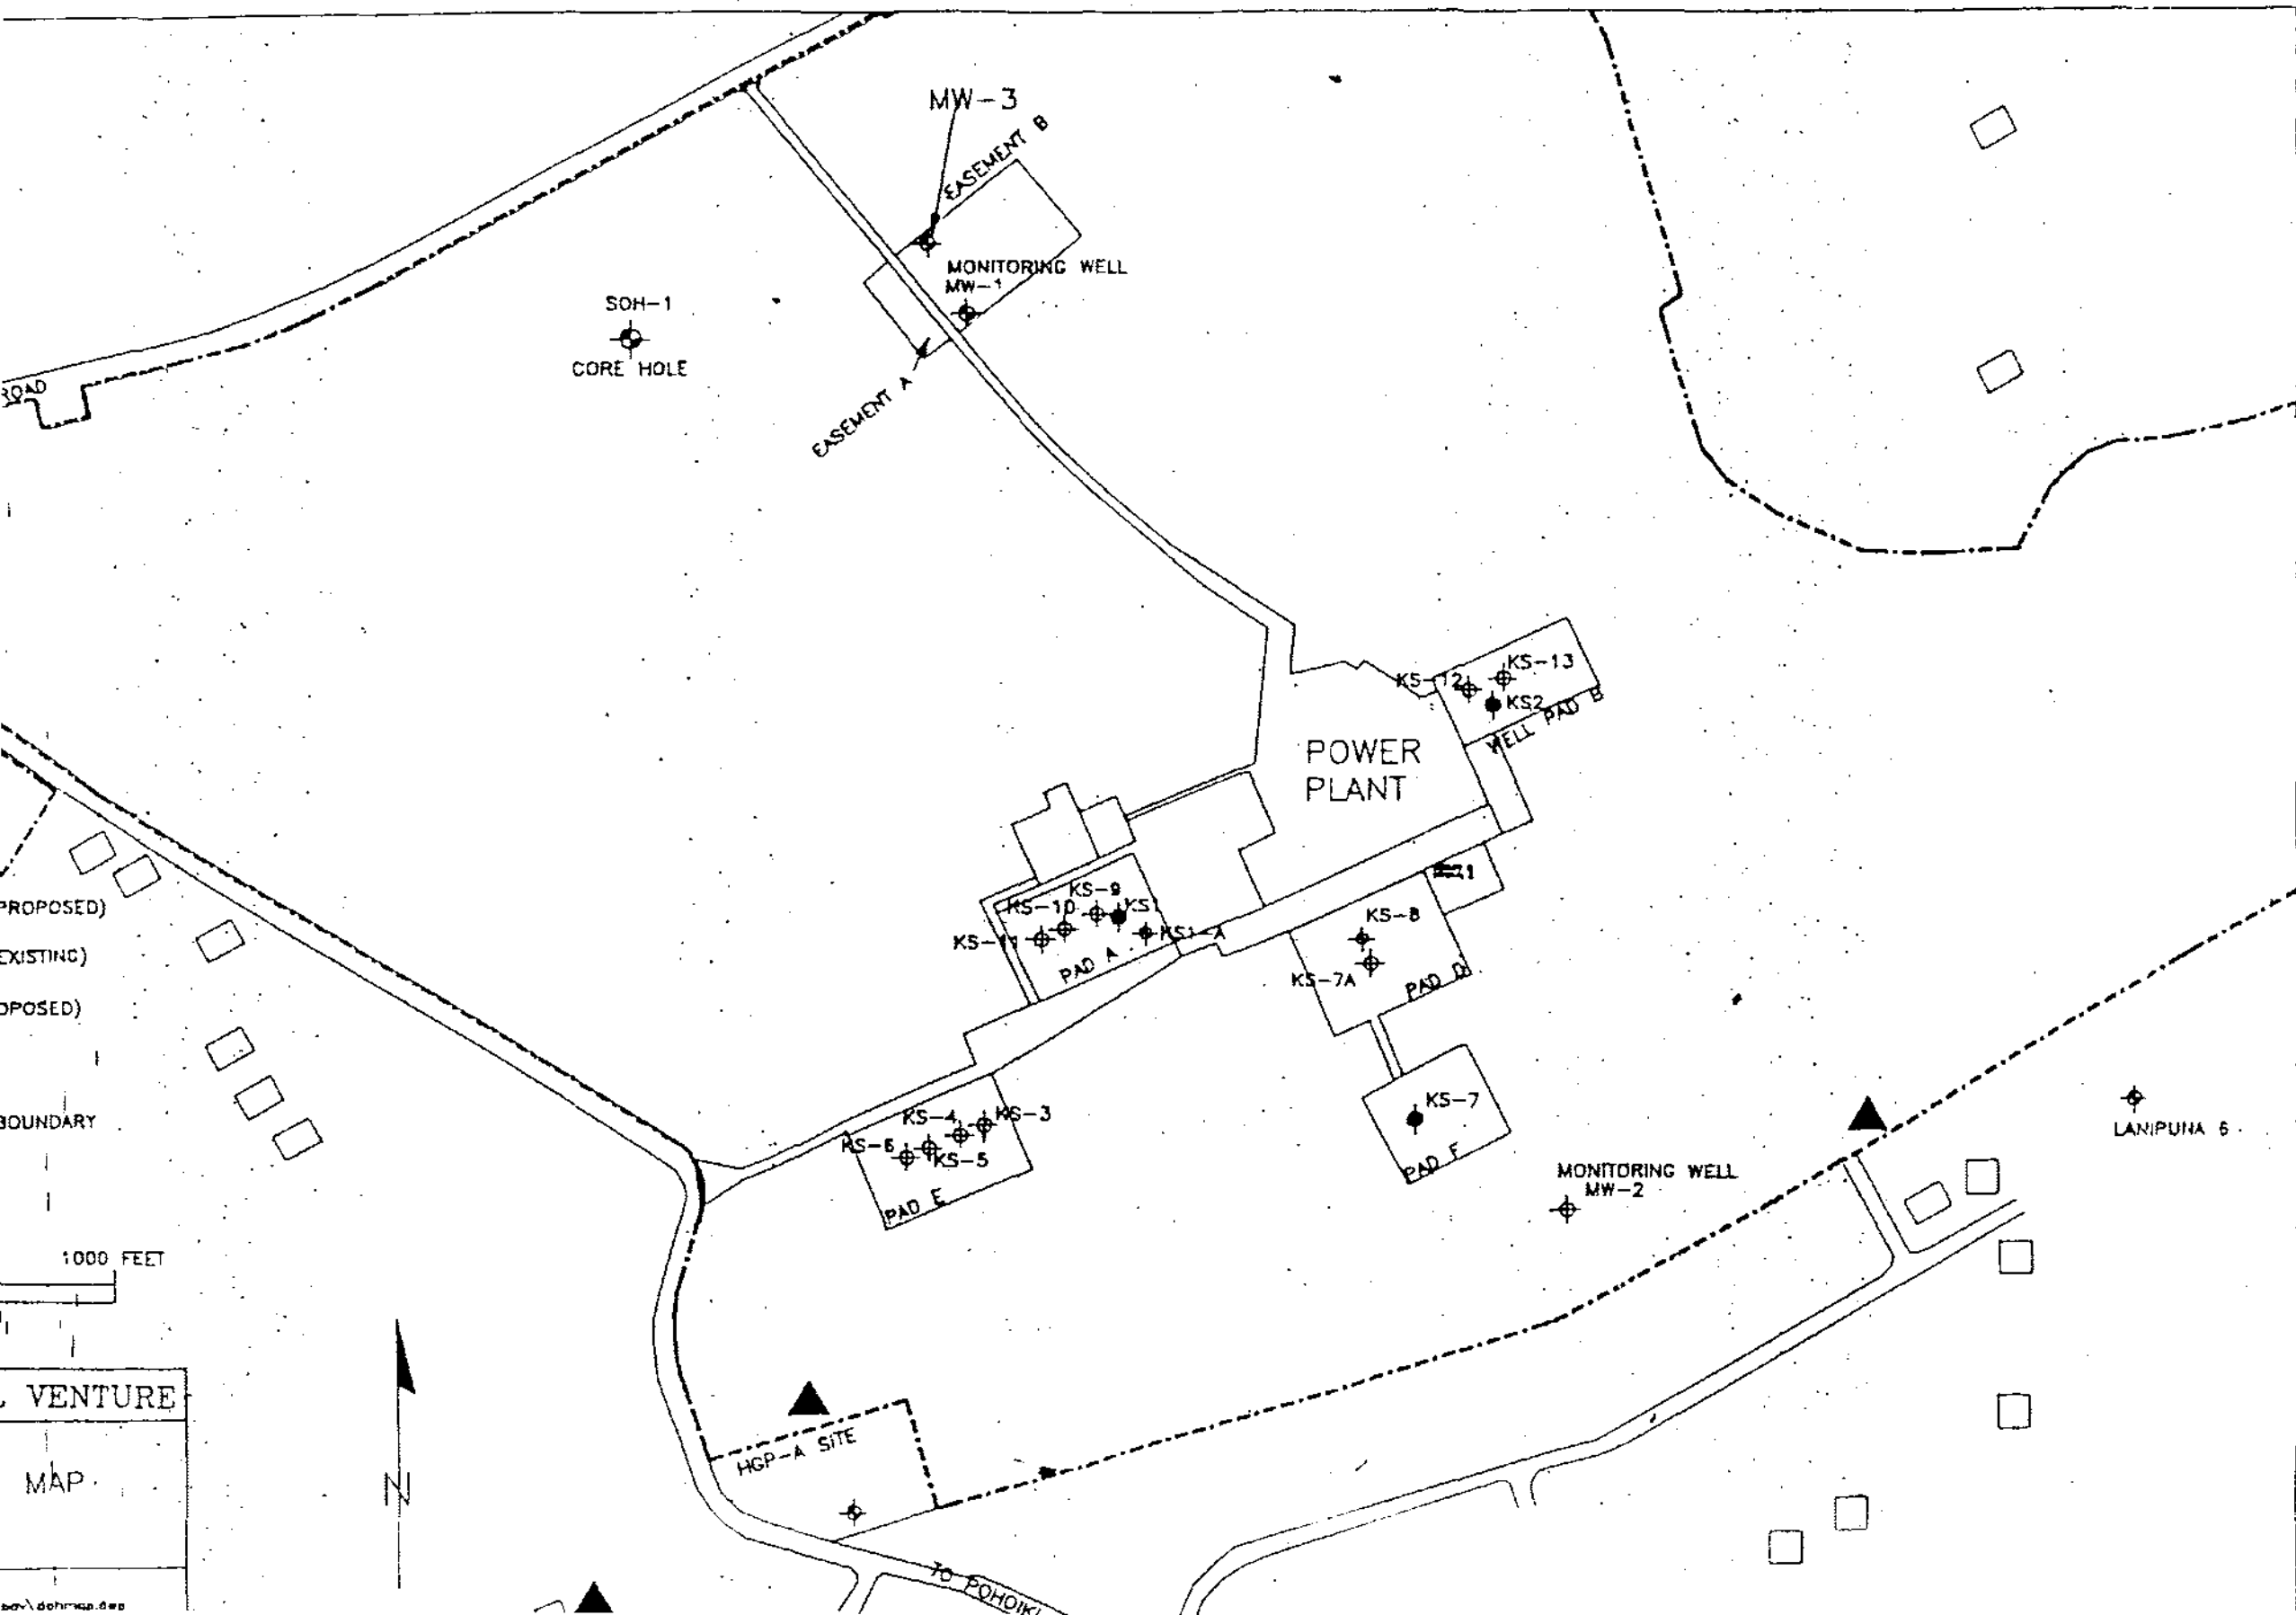 MW-3
EASEMENT B
MONITORING WELL
MW-1
SOH-1
CORE HOLE
EASEMENT A
ROAD
KS-13
KS-12
KS2
WELL PAD B
POWER
PLANT
KS-9
KS-10
KS1
KS-11
KS1-A
PAD A
KS-8
KS-7A
PAD D
PROPOSED)
EXISTING)
OPOSED)
BOUNDARY
KS-7
PAD F
KS-4
KS-3
KS-6
KS-5
PAD E
LANIPUNA 6
MONITORING WELL
MW-2
1000 FEET
VENTURE
MAP
N
HGP-A SITE
TO POHOIKI